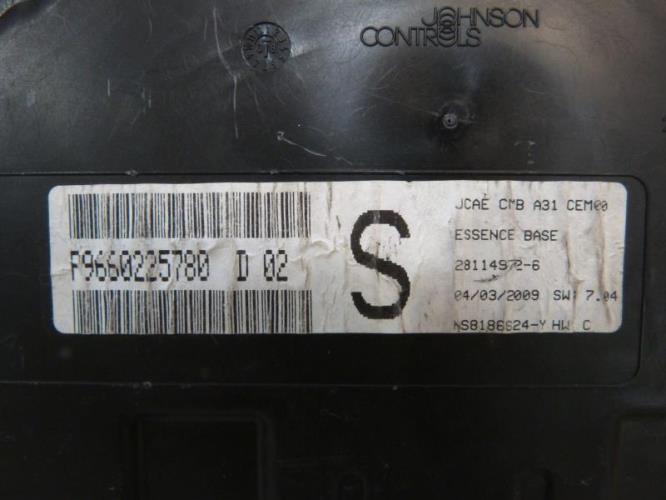 JOHNSON
CONTROLS
P9660225780 D 02
S
JCAE CMB A31 CEM00
ESSENCE BASE
28114972-6
04/03/2009 SW: 7.04
NS8186624-Y HW C